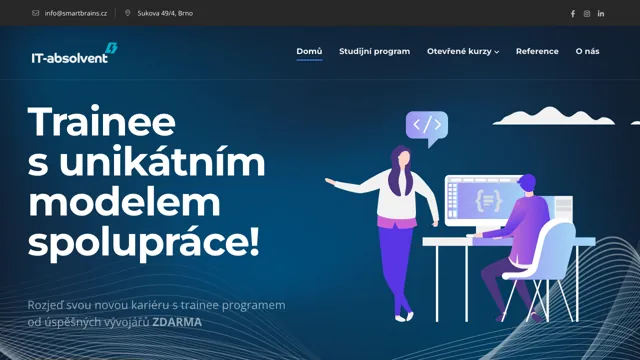 info@smartbrains.cz
Sukova 49/4, Brno
IT-absolvent
Domů
Studijní program
Otevřené kurzy
Reference
O nás
</>
Trainee
s unikátním
modelem
spolupráce!
{≡}
Rozjeď svou novou kariéru s trainee programem
od úspěšných vývojářů ZDARMA